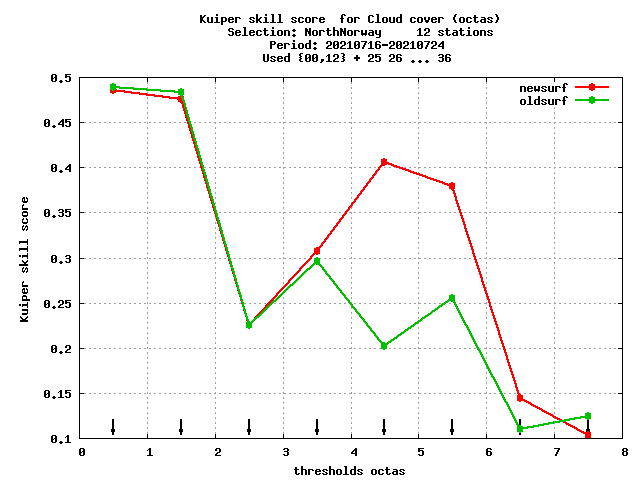 Kuiper skill score  for Cloud cover (octas)
Selection: NorthNorway     12 stations
Period: 20210716-20210724
Used {00,12} + 25 26 ... 36
newsurf
oldsurf
Kuiper skill score
0.5
0.45
0.4
0.35
0.3
0.25
0.2
0.15
0.1
0 1 2 3 4 5 6 7 8
thresholds octas